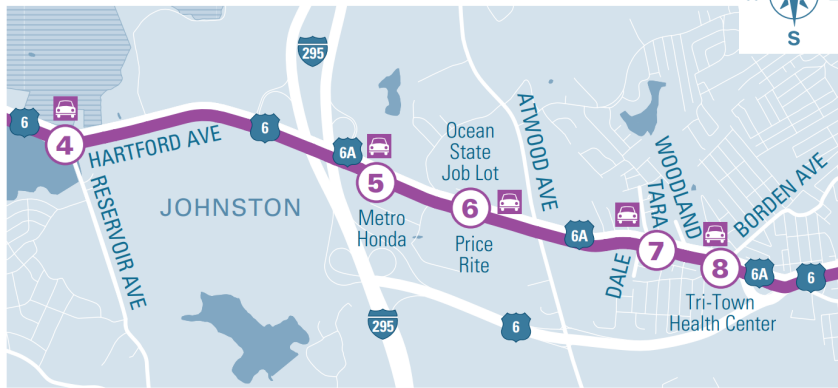 S
295
6
4
HARTFORD AVE
6
RESERVOIR AVE
JOHNSTON
6A
5
Metro
Honda
Ocean
State
Job Lot
6
Price
Rite
ATWOOD AVE
6A
DALE
TARA
7
WOODLAND
8
BORDEN AVE
6A
6
Tri-Town
Health Center
295
6